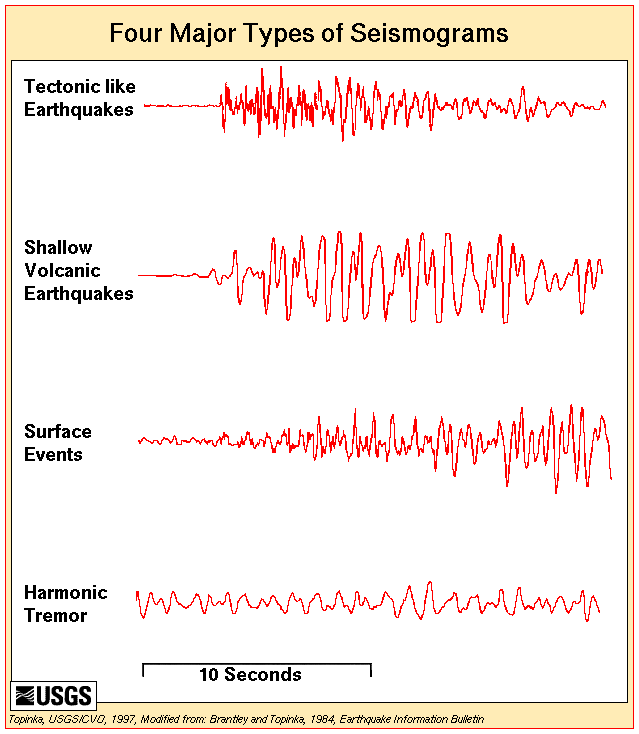 Four Major Types of Seismograms
Tectonic like
Earthquakes
Shallow
Volcanic
Earthquakes
Surface
Events
Harmonic
Tremor
10 Seconds
USGS
Topinka, USGS/CVO, 1997, Modified from: Brantley and Topinka, 1984, Earthquake Information Bulletin